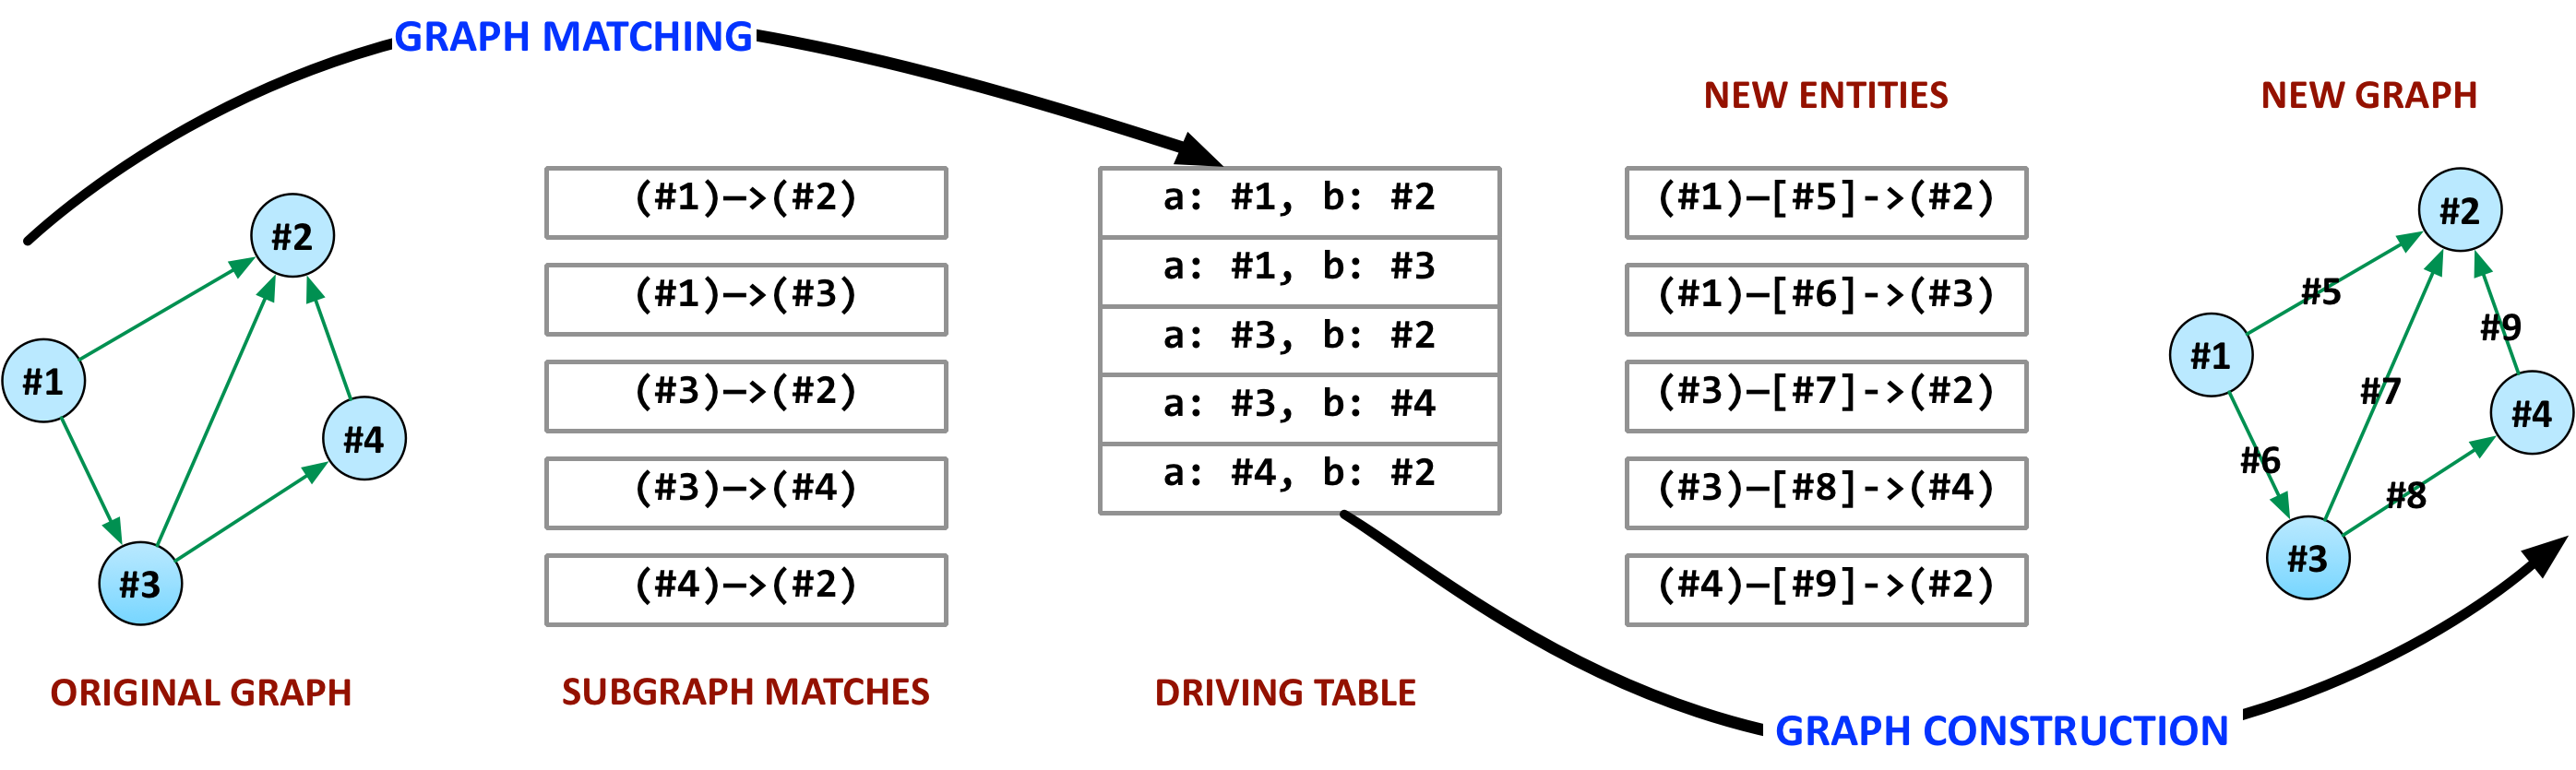 GRAPH MATCHING
#2
#1
#4
#3
ORIGINAL GRAPH
(#1)—>(#2)
(#1)—>(#3)
(#3)—>(#2)
(#3)—>(#4)
(#4)—>(#2)
SUBGRAPH MATCHES
a: #1, b: #2
a: #1, b: #3
a: #3, b: #2
a: #3, b: #4
a: #4, b: #2
DRIVING TABLE
NEW ENTITIES
(#1)—[#5]->(#2)
(#1)—[#6]->(#3)
(#3)—[#7]->(#2)
(#3)—[#8]->(#4)
(#4)—[#9]->(#2)
GRAPH CONSTRUCTION
NEW GRAPH
#2
#5
#9
#1
#7
#4
#6
#8
#3